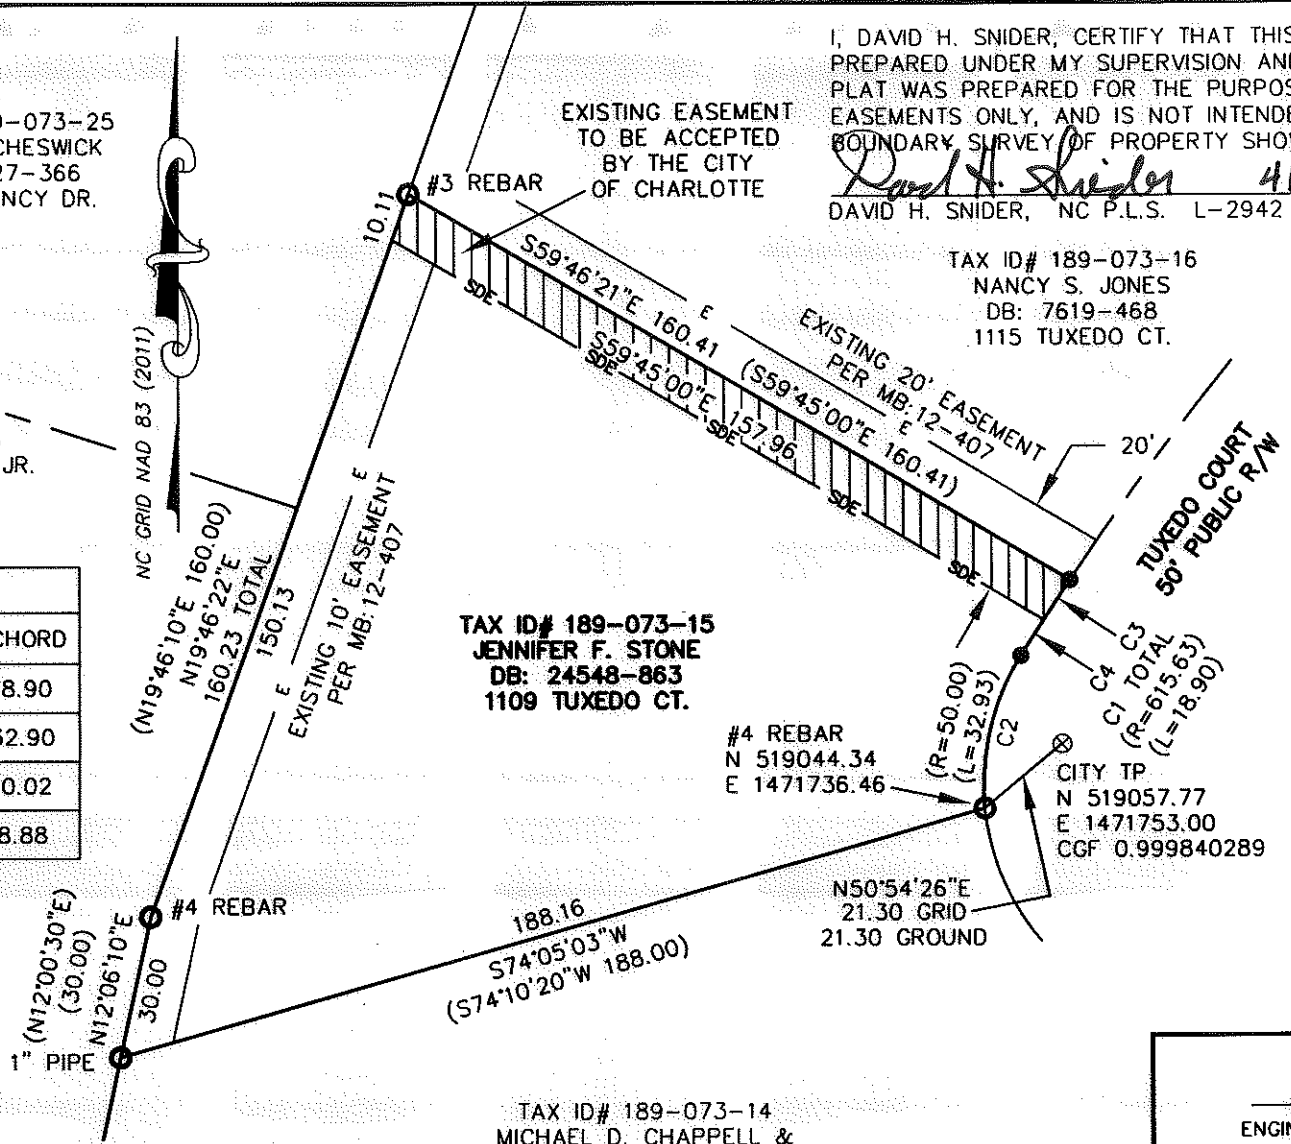 I, DAVID H. SNIDER, CERTIFY THAT THIS
PREPARED UNDER MY SUPERVISION AND
PLAT WAS PREPARED FOR THE PURPOS
EASEMENTS ONLY, AND IS NOT INTENDE
BOUNDARY SURVEY OF PROPERTY SHO
DAVID H. SNIDER, NC P.L.S. L-2942
-073-25
CHESWICK
27-366
NCY DR.
EXISTING EASEMENT
TO BE ACCEPTED
BY THE CITY
OF CHARLOTTE
#3 REBAR
10.11
TAX ID# 189-073-16
NANCY S. JONES
DB: 7619-468
1115 TUXEDO CT.
NC GRID NAD 83 (2011)
JR.
S59°46'21"E 160.41 (S59°45'00"E 160.41)
S59°45'00"E 157.96
SDE
SDE
SDE
SDE
SDE
E
E
EXISTING 20' EASEMENT
PER MB:12-407
20'
TUXEDO COURT
50' PUBLIC R/W
(N19°46'10"E 160.00)
N19°46'22"E
160.23 TOTAL
150.13
E
E
E
EXISTING 10' EASEMENT
PER MB:12-407
CHORD
8.90
2.90
0.02
8.88
TAX ID# 189-073-15
JENNIFER F. STONE
DB: 24548-863
1109 TUXEDO CT.
C3
C4
C1 TOTAL
(R=615.63)
(L=18.90)
(R=50.00)
(L=32.93)
C2
#4 REBAR
N 519044.34
E 1471736.46
CITY TP
N 519057.77
E 1471753.00
CGF 0.999840289
N50°54'26"E
21.30 GRID
21.30 GROUND
#4 REBAR
(N12°00'30"E)
(30.00)
N12°06'10"E
30.00
1" PIPE
188.16
S74°05'03"W
(S74°10'20"W 188.00)
TAX ID# 189-073-14
MICHAEL D. CHAPPELL &
ENGIN